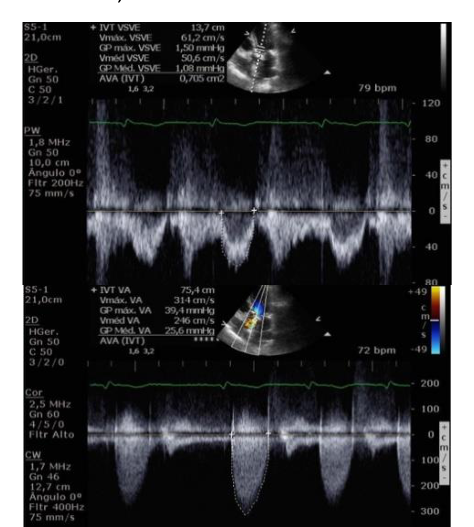 S5-1
21,0cm
2D
HGer.
Gn 50
C 50
3/2/1
PW
1,8 MHz
Gn 50
10,0 cm
Ângulo 0°
Fltr 200Hz
75 mm/s
+ IVT VSVE 13,7 cm
Vmáx. VSVE 61,2 cm/s
GP máx. VSVE 1,50 mmHg
Vméd VSVE 50,6 cm/s
GP Méd. VSVE 1,08 mmHg
AVA (IVT) 0,705 cm2
1,6 3,2
79 bpm
120
80
40
0
40
80
+
c
m
/
s
-
S5-1
21,0cm
2D
HGer.
Gn 50
C 50
3/2/0
Cor
2,5 MHz
Gn 60
4/5/0
Fltr Alto
CW
1,7 MHz
Gn 46
12,7 cm
Ângulo 0°
Fltr 400Hz
75 mm/s
+ IVT VA 75,4 cm
Vmáx. VA 314 cm/s
GP máx. VA 39,4 mmHg
Vméd VA 246 cm/s
GP Méd. VA 25,6 mmHg
AVA (IVT) *****
1,6 3,2
+49
c
m
/
s
-49
72 bpm
200
100
0
100
200
300
+
c
m
/
s
-